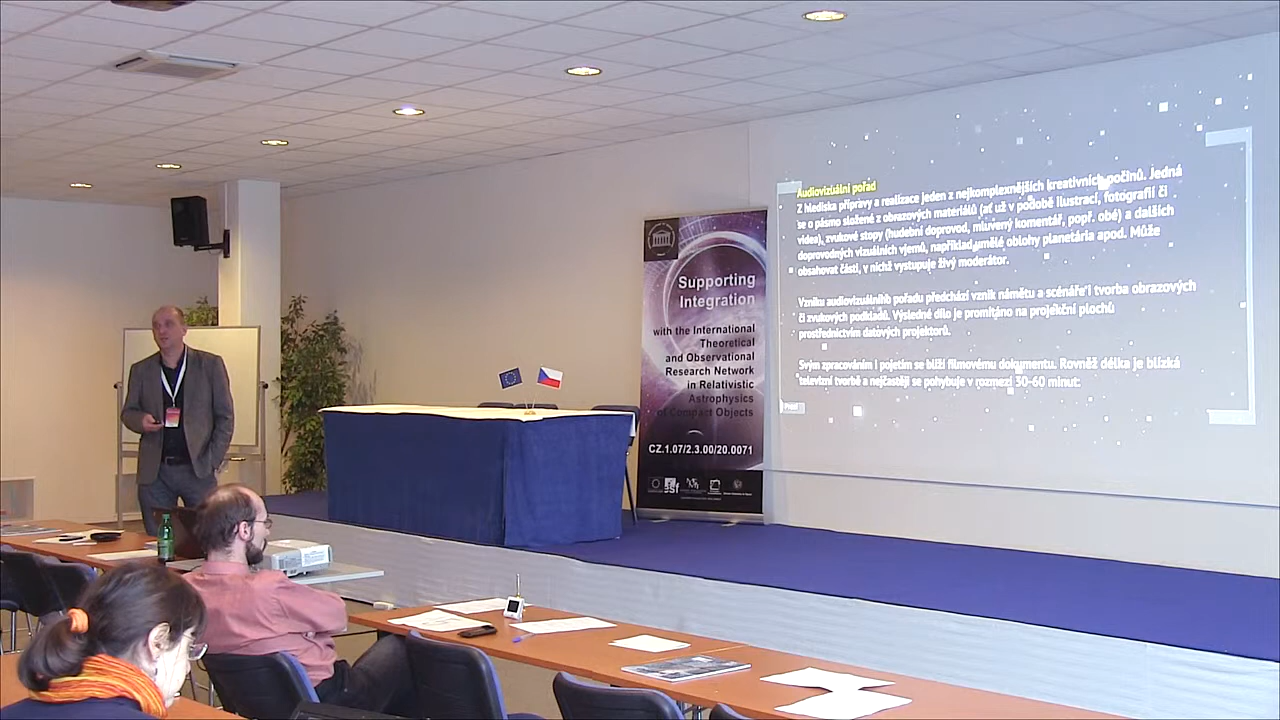 Supporting
Integration
with the International
Theoretical
and Observational
Research Network
in Relativistic
Astrophysics
of Compact Objects
CZ.1.07/2.3.00/20.0071
esf
Audiovizuální pořad
Z hlediska přípravy a realizace jeden z nejkomplexnějších kreativních počinů. Jedná
se o pásmo složené z obrazových materiálů (ať už v podobě ilustrací, fotografií či
videa), zvukové stopy (hudební doprovod, mluvený komentář, popř. obé) a dalších
doprovodných vizuálních vjemů, například umělé oblohy planetária apod. Může
obsahovat části, v nichž vystupuje živý moderátor.
Vzniku audiovizuálního pořadu předchází vznik námětu a scénáře i tvorba obrazových
či zvukových podkladů. Výsledné dílo je promítáno na projekční plochu
prostřednictvím datových projektorů.
Svým zpracováním i pojetím se blíží filmovému dokumentu. Rovněž délka je blízká
televizní tvorbě a nejčastěji se pohybuje v rozmezí 30-60 minut.